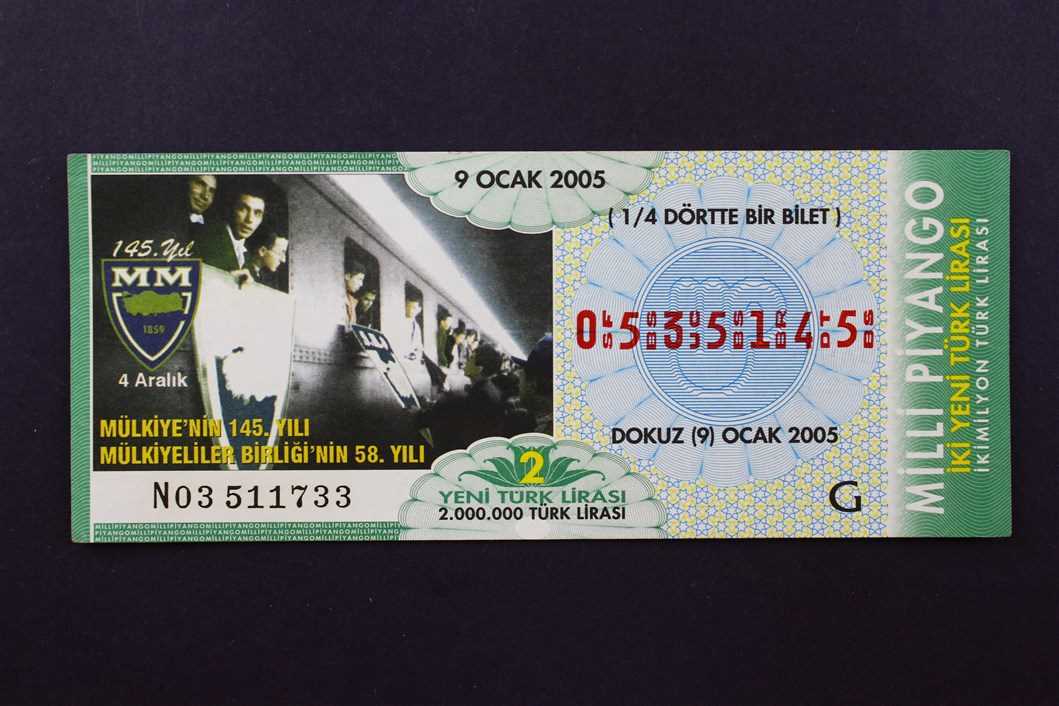 MİLLİPİYANGOMİLLİPİYANGOMİLLİPİYANGOMİLLİPİYANGOMİLLİPİYANGO
9 OCAK 2005
145.Yıl
MM
1859
4 Aralık
MÜLKİYE'NİN 145. YILI
MÜLKİYELİLER BİRLİĞİ'NİN 58. YILI
N03 511733
2
YENİ TÜRK LİRASI
2.000.000 TÜRK LİRASI
( 1/4 DÖRTTE BİR BİLET )
0 5 3 5 1 4 5
DOKUZ (9) OCAK 2005
G
MİLLİ PİYANGO
İKİ YENİ TÜRK LİRASI
İKİ MİLYON TÜRK LİRASI